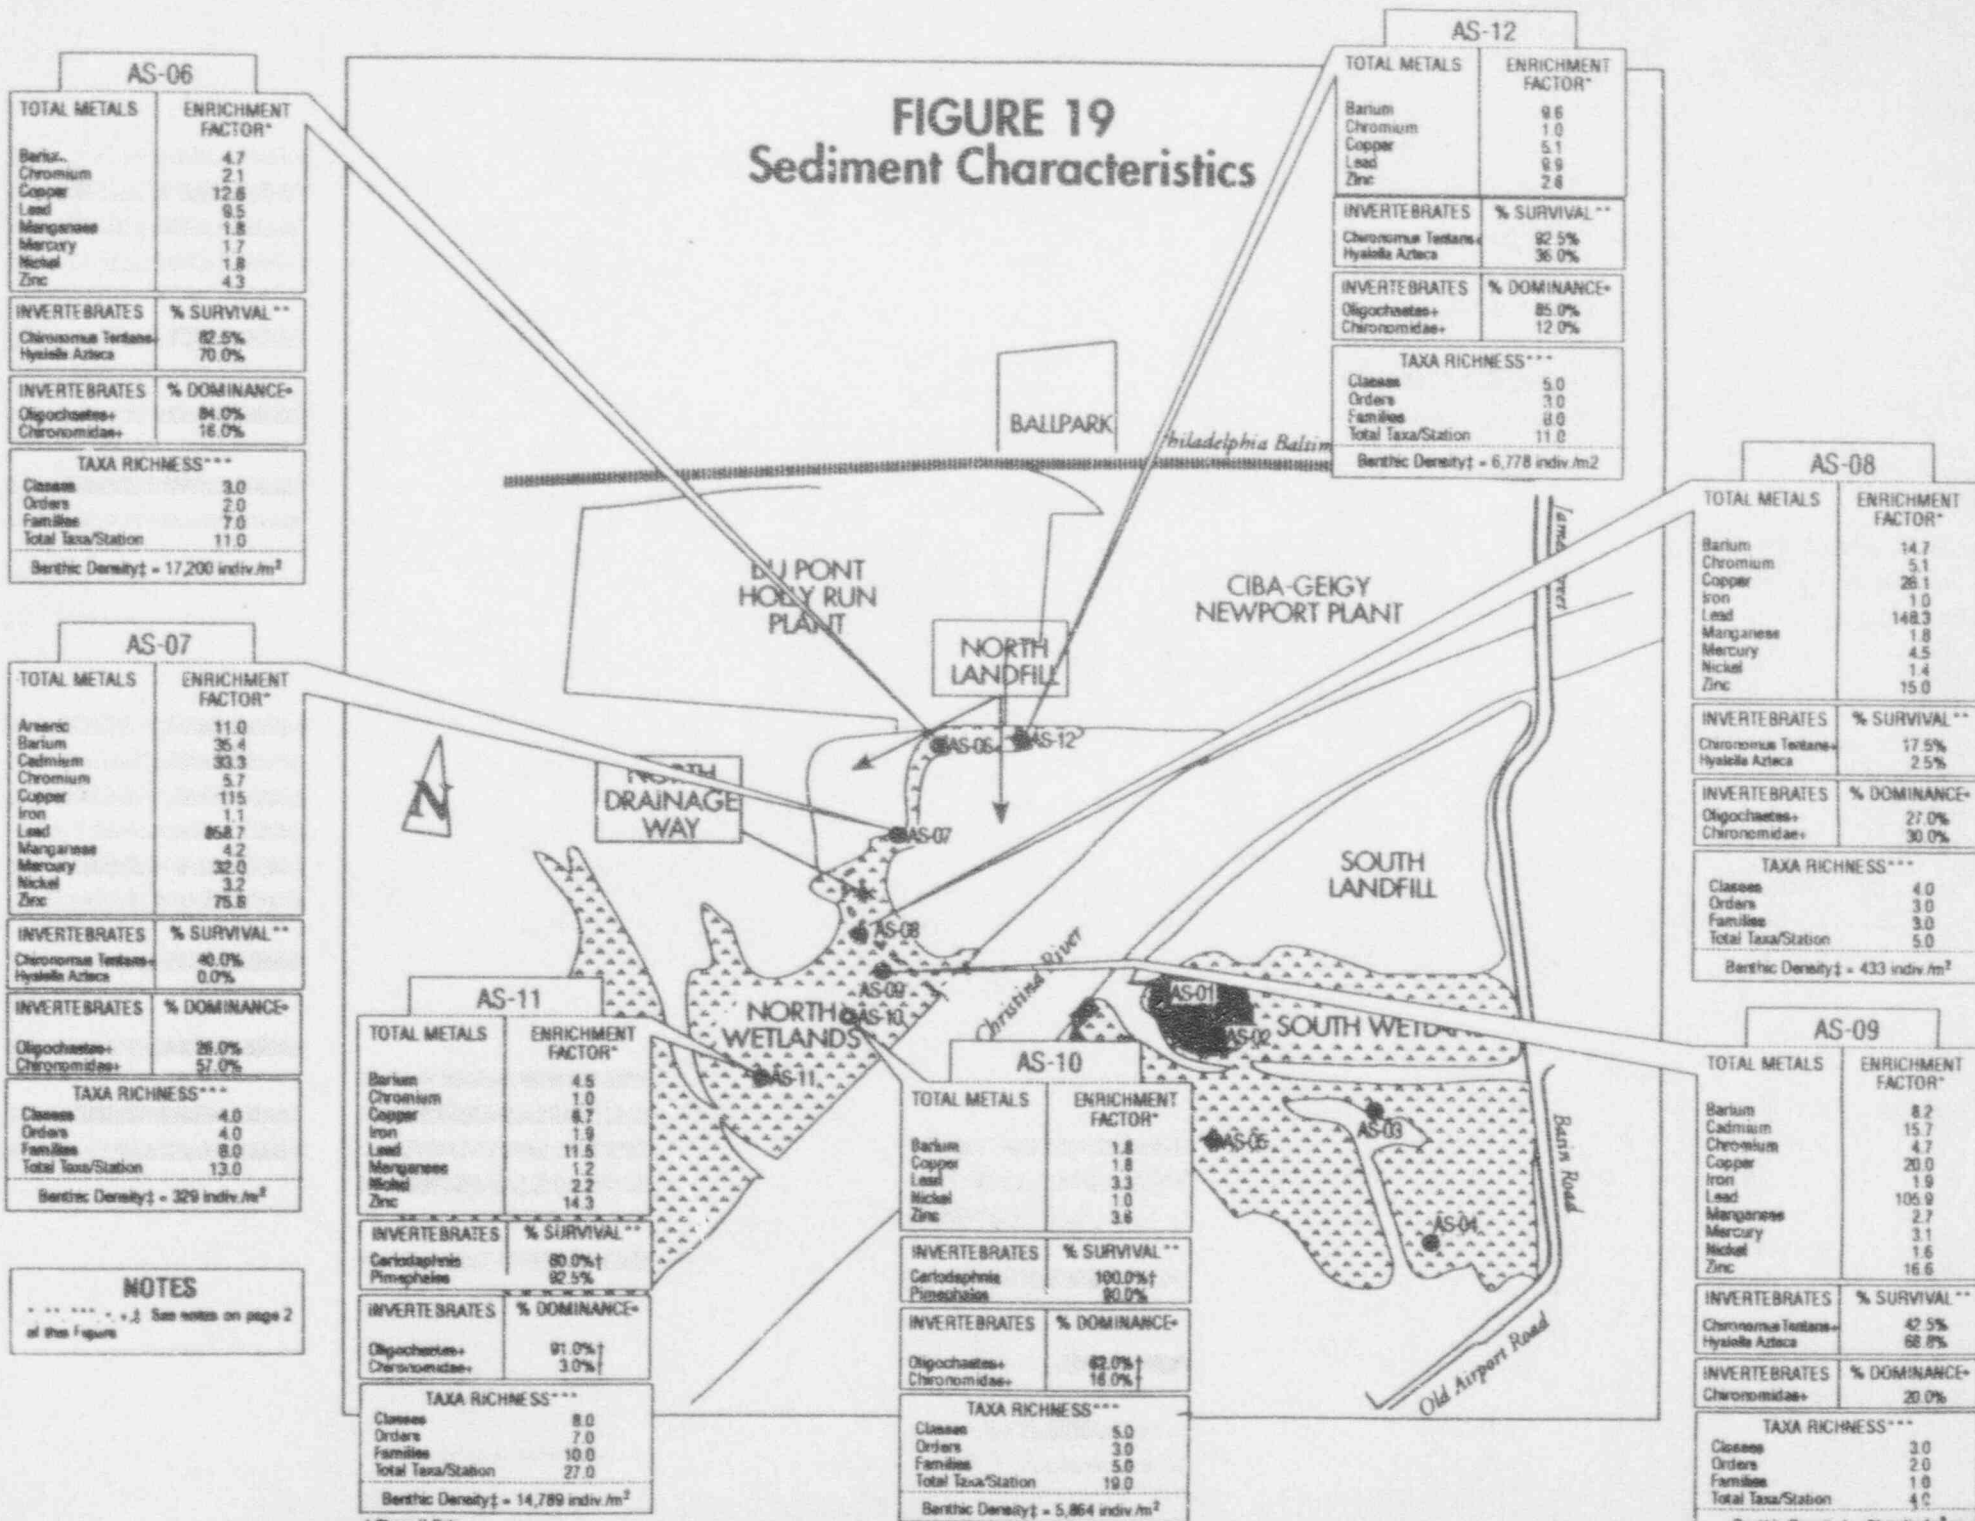 FIGURE 19
Sediment Characteristics
AS-06
TOTAL METALS ENRICHMENT FACTOR*
Chromium 2.1
Copper 12.6
Lead 9.5
Manganese 1.8
Mercury 1.7
Nickel 1.8
Zinc 4.3
INVERTEBRATES % SURVIVAL**
Chironomus Tentans+ 82.5%
Hyalella Azteca 70.0%
INVERTEBRATES % DOMINANCE+
Oligochaetes+ 84.0%
Chironomidae+ 16.0%
TAXA RICHNESS***
Classes 3.0
Orders 2.0
Families 7.0
Total Taxa/Station 11.0
Benthic Density‡ = 17,200 indiv./m²
AS-07
TOTAL METALS ENRICHMENT FACTOR*
Arsenic 11.0
Barium 35.4
Cadmium 33.3
Chromium 5.7
Copper 115
Iron 1.1
Lead 858.7
Manganese 4.2
Mercury 32.0
Nickel 3.2
Zinc 75.8
INVERTEBRATES % SURVIVAL**
Chironomus Tentans+ 40.0%
Hyalella Azteca 0.0%
INVERTEBRATES % DOMINANCE+
Oligochaetes+
Chironomidae+ 57.0%
TAXA RICHNESS***
Classes 4.0
Orders 4.0
Families
Total Taxa/Station 13.0
Benthic Density‡ = 329 indiv./m²
NOTES
See notes on page 2
of this Figure
AS-12
TOTAL METALS ENRICHMENT FACTOR*
Barium 9.6
Chromium 1.0
Copper 5.1
Lead 9.9
Zinc
INVERTEBRATES % SURVIVAL**
Chironomus Tentans+ 92.5%
Hyalella Azteca 36.0%
INVERTEBRATES % DOMINANCE+
Oligochaetes+ 85.0%
Chironomidae+ 12.0%
TAXA RICHNESS***
Classes 5.0
Orders 3.0
Families 8.0
Total Taxa/Station 11.0
Benthic Density‡ = 6,778 indiv./m2
AS-08
TOTAL METALS ENRICHMENT FACTOR*
Barium 14.7
Chromium 5.1
Copper 26.1
Iron 1.0
Lead 148.3
Manganese 1.8
Mercury 4.5
Nickel 1.4
Zinc 15.0
INVERTEBRATES % SURVIVAL**
Chironomus Tentans+ 17.5%
Hyalella Azteca 2.5%
INVERTEBRATES % DOMINANCE+
Oligochaetes+ 27.0%
Chironomidae+ 30.0%
TAXA RICHNESS***
Classes 4.0
Orders 3.0
Families 3.0
Total Taxa/Station 5.0
Benthic Density‡ = 433 indiv./m²
AS-09
TOTAL METALS ENRICHMENT FACTOR*
Barium 8.2
Cadmium 15.7
Chromium 4.7
Copper 20.0
Iron 1.9
Lead 105.9
Manganese 2.7
Mercury 3.1
Nickel 1.6
Zinc 16.6
INVERTEBRATES % SURVIVAL**
Chironomus Tentans+ 42.5%
Hyalella Azteca 68.8%
INVERTEBRATES % DOMINANCE+
Chironomidae+ 20.0%
TAXA RICHNESS***
Classes 3.0
Orders 2.0
Families 1.0
Total Taxa/Station
AS-11
TOTAL METALS ENRICHMENT FACTOR*
Barium 4.5
Chromium 1.0
Copper
Iron 1.9
Lead 11.5
Manganese 1.2
Nickel 2.2
Zinc 14.3
INVERTEBRATES % SURVIVAL**
Ceriodaphnia 80.0%†
Pimephales 92.5%
INVERTEBRATES % DOMINANCE+
Oligochaetes+ 91.0%†
Chironomidae+ 3.0%†
TAXA RICHNESS***
Classes 8.0
Orders 7.0
Families 10.0
Total Taxa/Station 27.0
Benthic Density‡ = 14,789 indiv./m²
AS-10
TOTAL METALS ENRICHMENT FACTOR*
Barium 1.8
Copper 1.8
Lead 3.3
Nickel 1.0
Zinc 3.6
INVERTEBRATES % SURVIVAL**
Ceriodaphnia 100.0%†
Pimephales 90.0%
INVERTEBRATES % DOMINANCE+
Oligochaetes+ 62.0%†
Chironomidae+ 16.0%†
TAXA RICHNESS***
Classes 5.0
Orders 3.0
Families 5.0
Total Taxa/Station 19.0
Benthic Density‡ = 5,864 indiv./m²
BALLPARK
Philadelphia Baltim
DU PONT
HOLLY RUN
PLANT
CIBA-GEIGY
NEWPORT PLANT
NORTH
LANDFILL
AS-06
AS-12
N
NORTH
DRAINAGE
WAY
AS-07
SOUTH
LANDFILL
AS-08
Christina River
AS-09
AS-10
NORTH
WETLANDS
AS-11
AS-01
AS-02
SOUTH WETLAN
AS-03
AS-05
AS-04
Basin Road
Old Airport Road